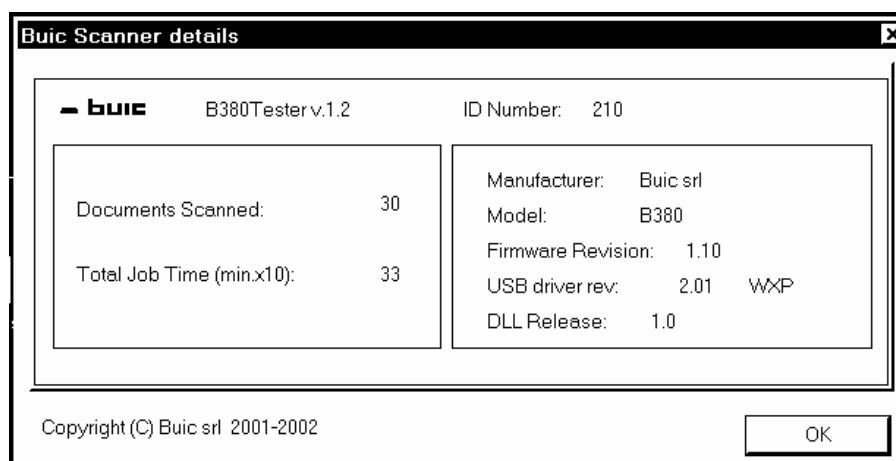 Buic Scanner details
buic B380Tester v.1.2 ID Number: 210
Documents Scanned: 30
Total Job Time (min.x10): 33
Manufacturer: Buic srl
Model: B380
Firmware Revision: 1.10
USB driver rev: 2.01 WXP
DLL Release: 1.0
Copyright (C) Buic srl 2001-2002
OK